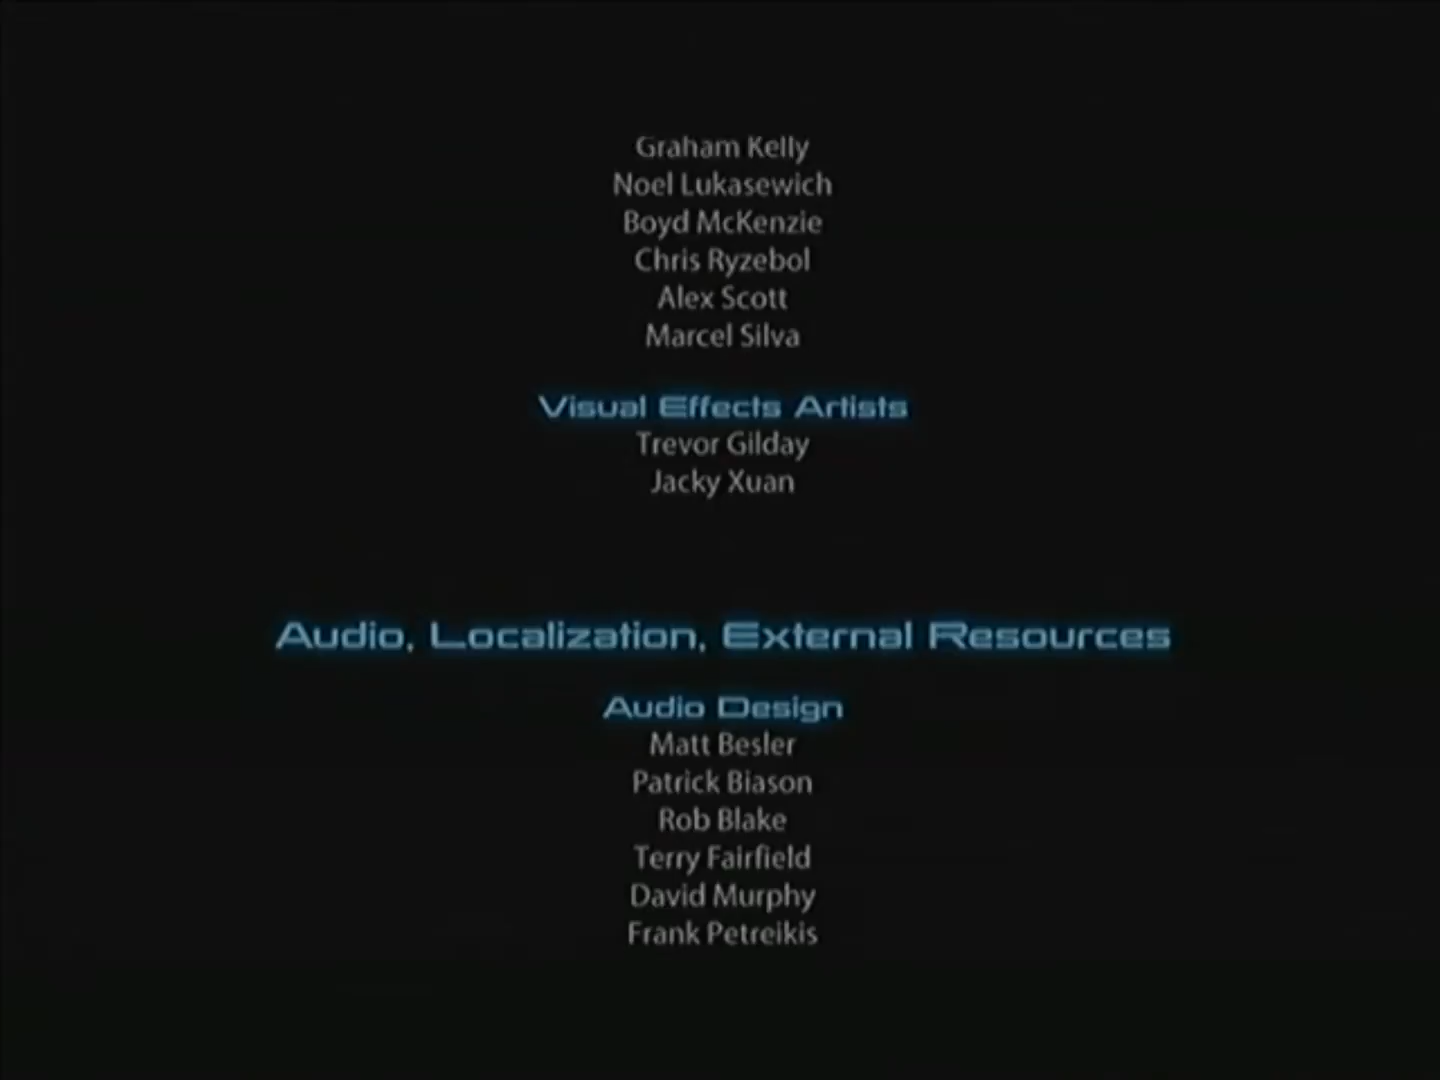 Graham Kelly
Noel Lukasewich
Boyd McKenzie
Chris Ryzebol
Alex Scott
Marcel Silva
Visual Effects Artists
Trevor Gilday
Jacky Xuan
Audio, Localization, External Resources
Audio Design
Matt Besler
Patrick Biason
Rob Blake
Terry Fairfield
David Murphy
Frank Petreikis